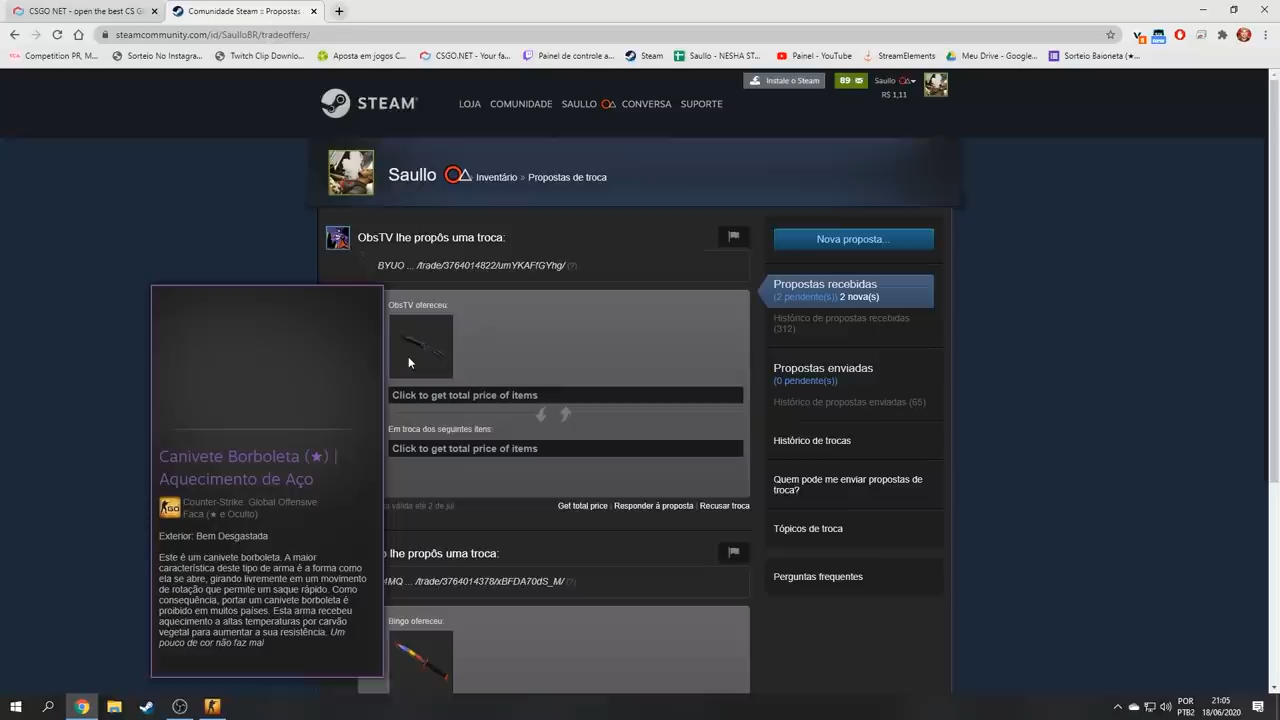 CSGO.NET - open the best CS G
Comunidade Steam :: Propostas d
steamcommunity.com/id/SaulloBR/tradeoffers/
Competition PR, M...
Sorteio No Instagra...
Twitch Clip Downlo...
Aposta em jogos C...
CSGO.NET - Your fa...
Painel de controle a...
Steam
Saullo - NESHA ST...
Painel - YouTube
StreamElements
Meu Drive - Google...
Sorteio Baioneta (★...
Instale o Steam
89
Saullo
R$ 1,11
STEAM
LOJA COMUNIDADE SAULLO CONVERSA SUPORTE
Saullo Inventário » Propostas de troca
ObsTV lhe propôs uma troca:
BYUO ... /trade/3764014822/umYKAFfGYhg/ (?)
ObsTV ofereceu:
Click to get total price of items
Em troca dos seguintes itens:
Click to get total price of items
válida até 2 de jul
Get total price | Responder à proposta | Recusar troca
lhe propôs uma troca:
MQ ... /trade/3764014378/xBFDA70dS_M/ (?)
Bingo ofereceu:
Canivete Borboleta (★) |
Aquecimento de Aço
Counter-Strike: Global Offensive
Faca (★ e Oculto)
Exterior: Bem Desgastada
Este é um canivete borboleta. A maior
característica deste tipo de arma é a forma como
ela se abre, girando livremente em um movimento
de rotação que permite um saque rápido. Como
consequência, portar um canivete borboleta é
proibido em muitos países. Esta arma recebeu
aquecimento a altas temperaturas por carvão
vegetal para aumentar a sua resistência. Um
pouco de cor não faz mal
Nova proposta...
Propostas recebidas
(2 pendente(s)) 2 nova(s)
Histórico de propostas recebidas
(312)
Propostas enviadas
(0 pendente(s))
Histórico de propostas enviadas (65)
Histórico de trocas
Quem pode me enviar propostas de
troca?
Tópicos de troca
Perguntas frequentes
POR
PTB2
21:05
18/06/2020